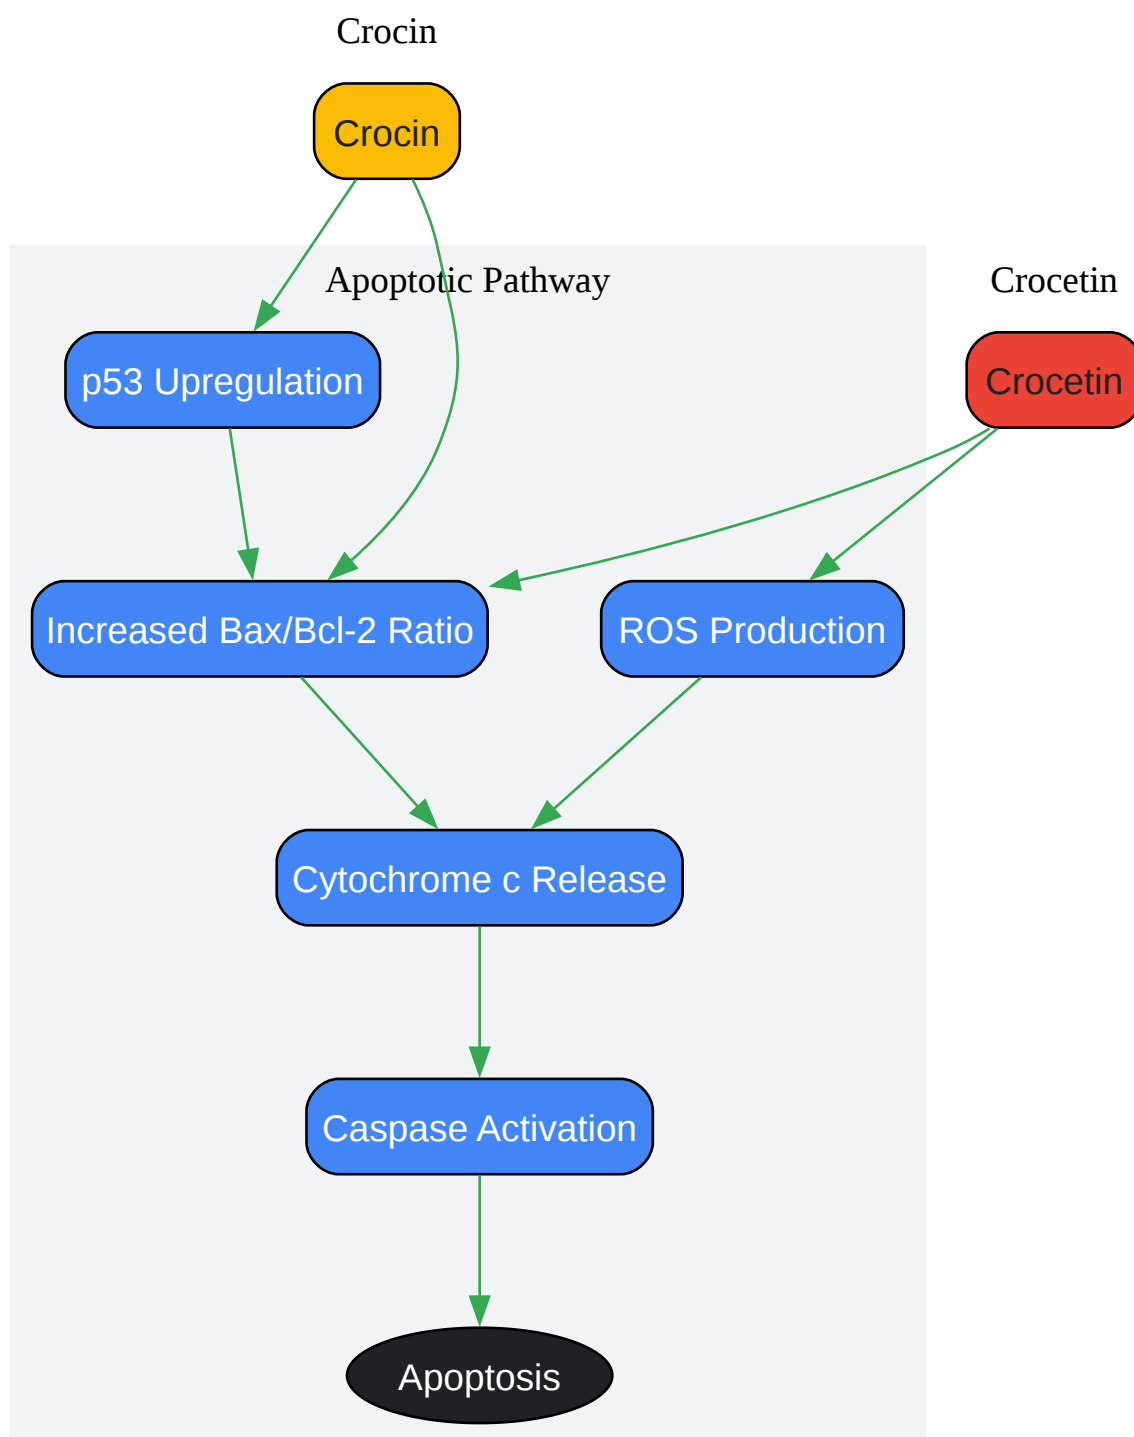 Crocin
Crocin
Apoptotic Pathway
Crocetin
p53 Upregulation
Crocetin
Increased Bax/Bcl-2 Ratio
ROS Production
Cytochrome c Release
Caspase Activation
Apoptosis